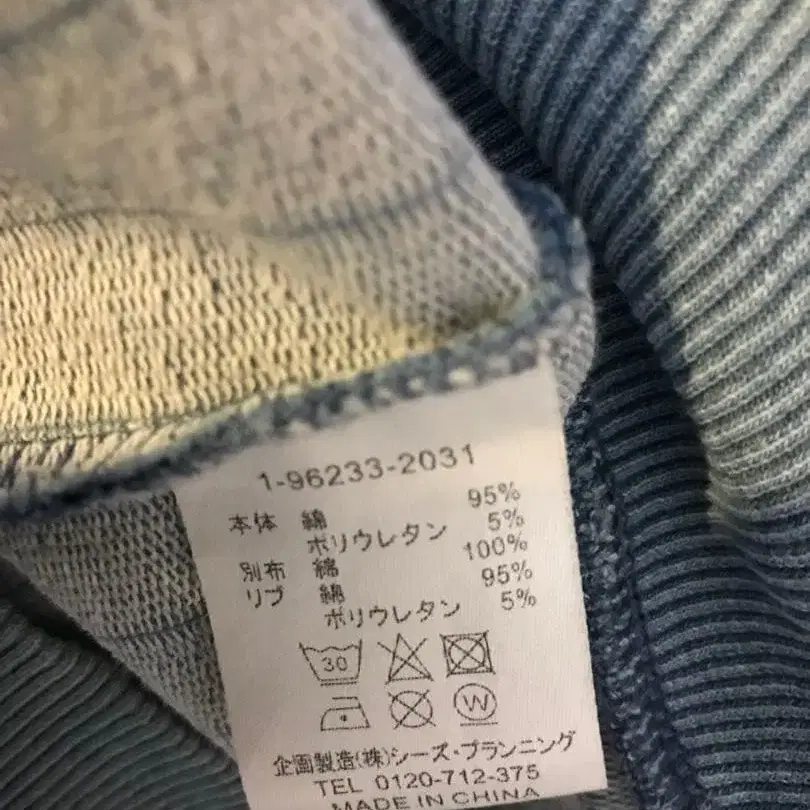 1-96233-2031
本体 綿 95%
ポリウレタン 5%
別布 綿 100%
リブ 綿 95%
ポリウレタン 5%
30
W
企画製造(株)シーズ・プランニング
TEL 0120-712-375
MADE IN CHINA